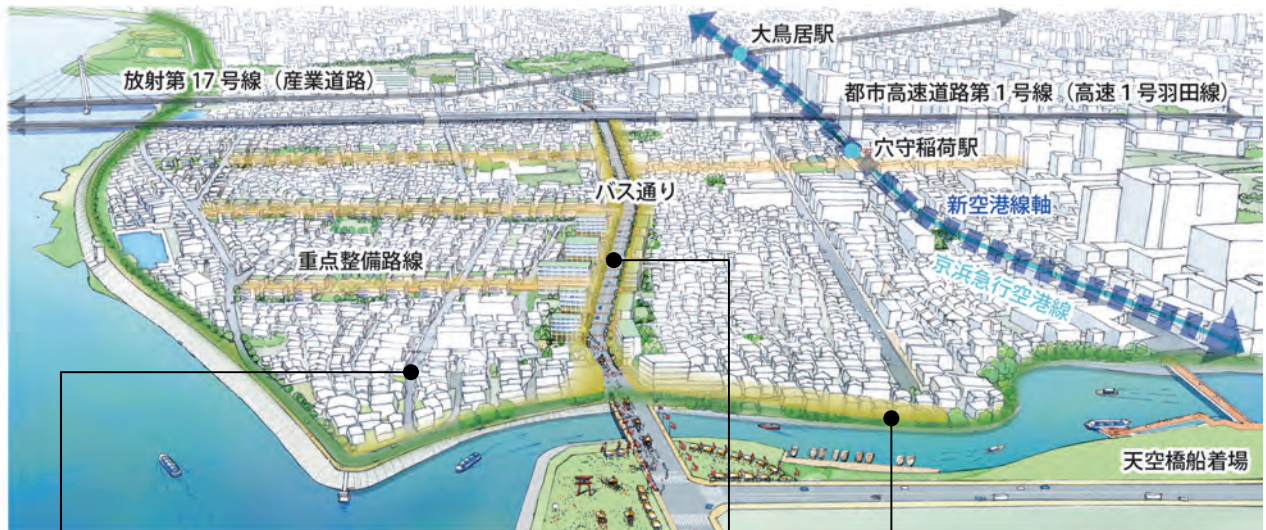 大鳥居駅
放射第 17 号線（産業道路）
都市高速道路第 1 号線（高速 1 号羽田線）
穴守稲荷駅
バス通り
新空港線軸
重点整備路線
京浜急行空港線
天空橋船着場